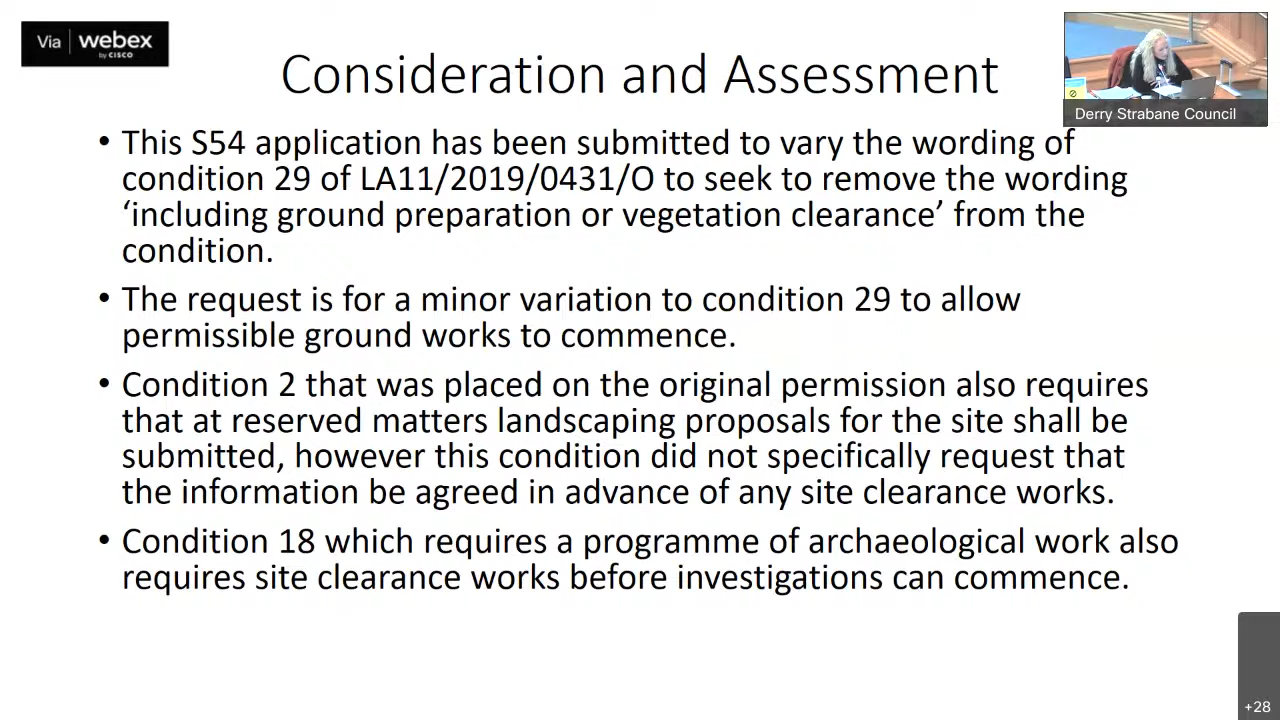 Via webex
by CISCO
Consideration and Assessment
Derry Strabane Council
• This S54 application has been submitted to vary the wording of
condition 29 of LA11/2019/0431/O to seek to remove the wording
‘including ground preparation or vegetation clearance’ from the
condition.
• The request is for a minor variation to condition 29 to allow
permissible ground works to commence.
• Condition 2 that was placed on the original permission also requires
that at reserved matters landscaping proposals for the site shall be
submitted, however this condition did not specifically request that
the information be agreed in advance of any site clearance works.
• Condition 18 which requires a programme of archaeological work also
requires site clearance works before investigations can commence.
+28